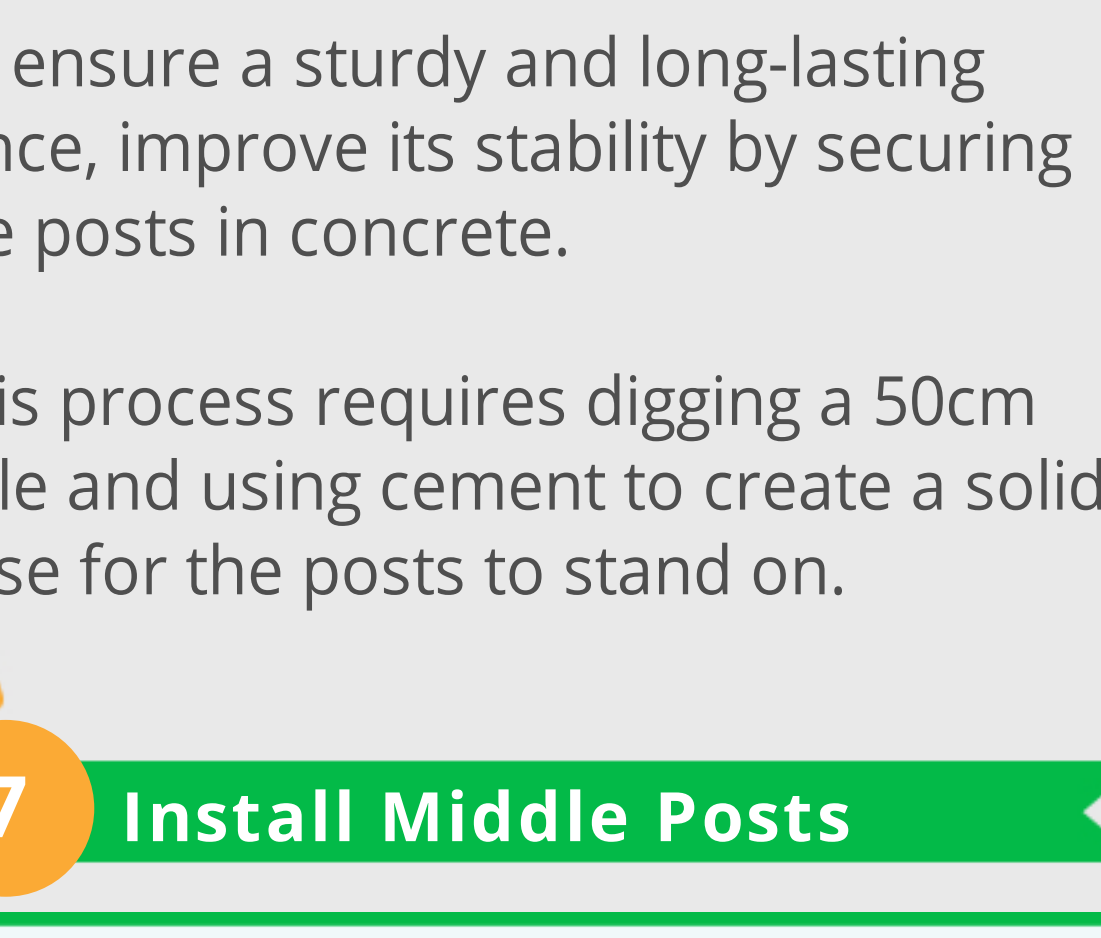 ensure a sturdy and long-lasting
nce, improve its stability by securing
e posts in concrete.
is process requires digging a 50cm
le and using cement to create a solid
se for the posts to stand on.
7
Install Middle Posts